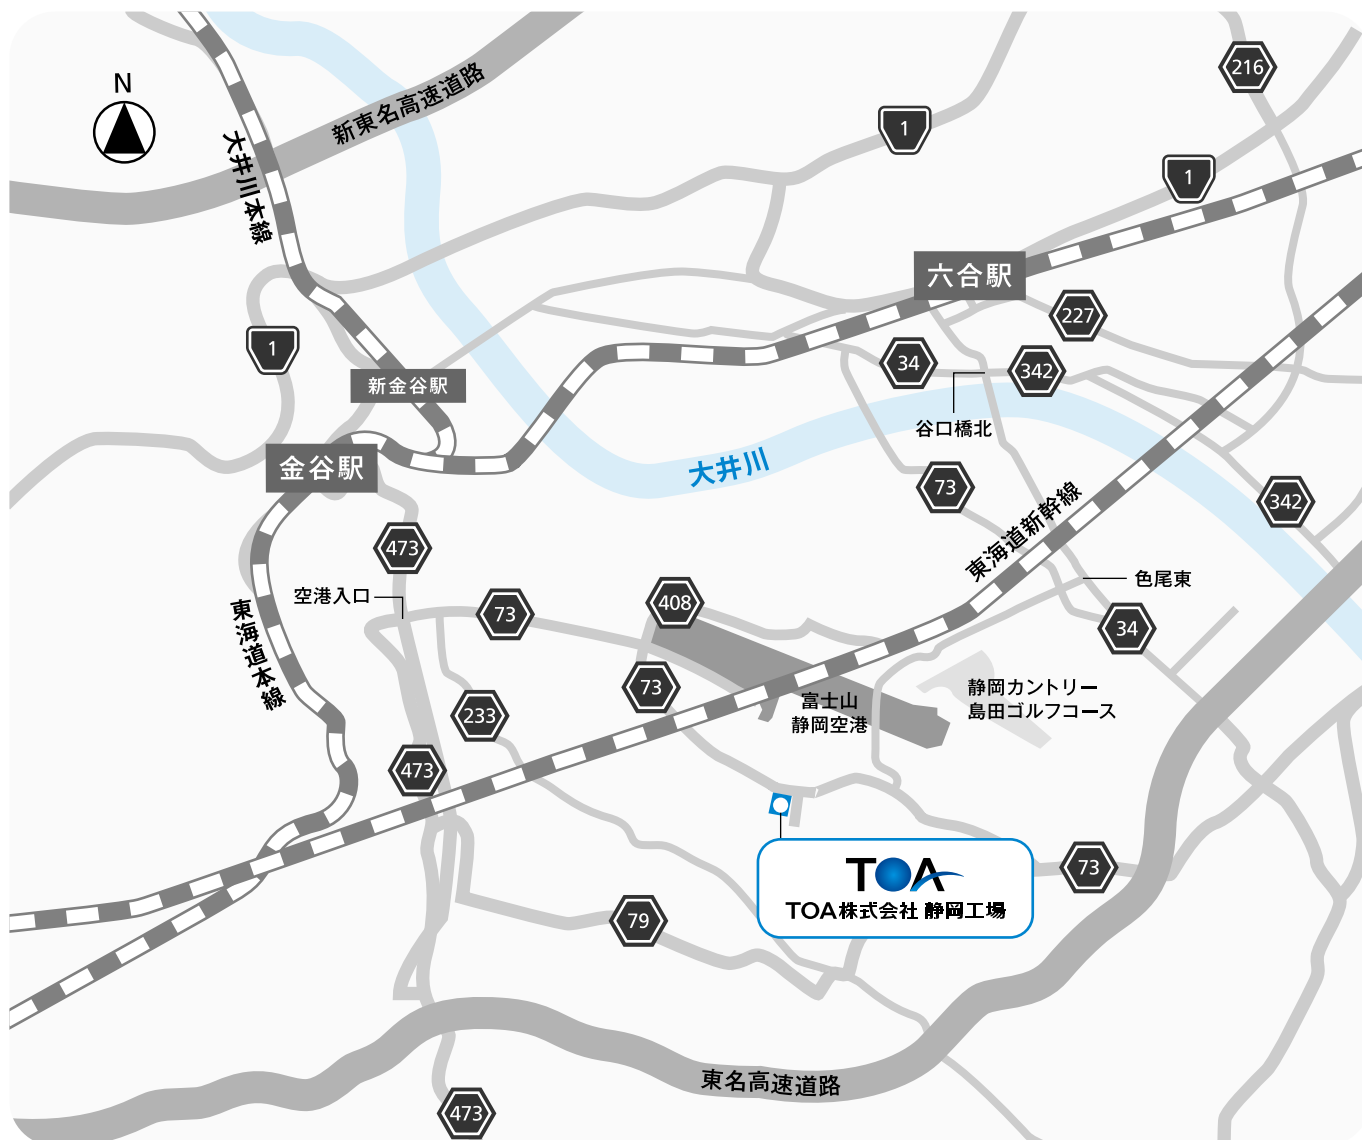 N
新東名高速道路
大井川本線
216
1
1
六合駅
227
1
新金谷駅
34
342
谷口橋北
金谷駅
大井川
73
342
473
東海道新幹線
空港入口
73
408
色尾東
34
東海道本線
73
静岡カントリー
島田ゴルフコース
富士山
静岡空港
233
473
TOA
TOA株式会社 静岡工場
73
79
東名高速道路
473